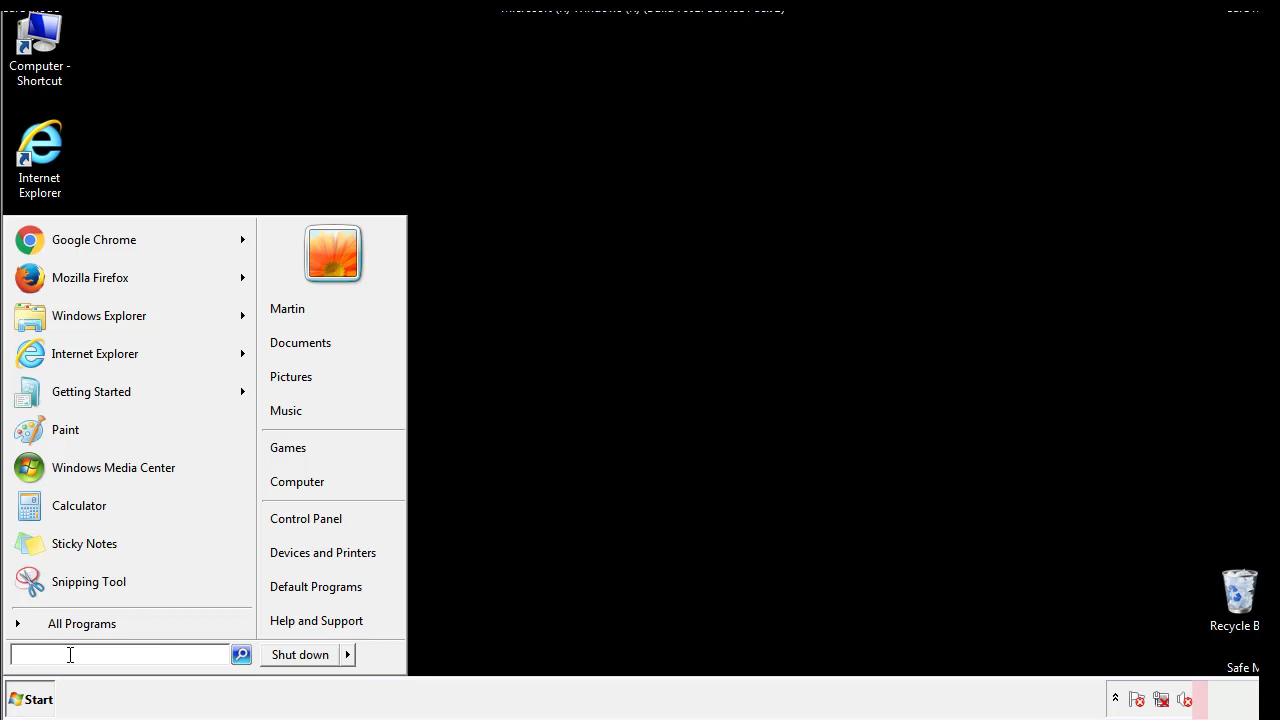 Computer -
Shortcut
Internet
Explorer
Google Chrome
Mozilla Firefox
Windows Explorer
Internet Explorer
Getting Started
Paint
Windows Media Center
Calculator
Sticky Notes
Snipping Tool
All Programs
Martin
Documents
Pictures
Music
Games
Computer
Control Panel
Devices and Printers
Default Programs
Help and Support
Shut down
Recycle B
Safe M
Start